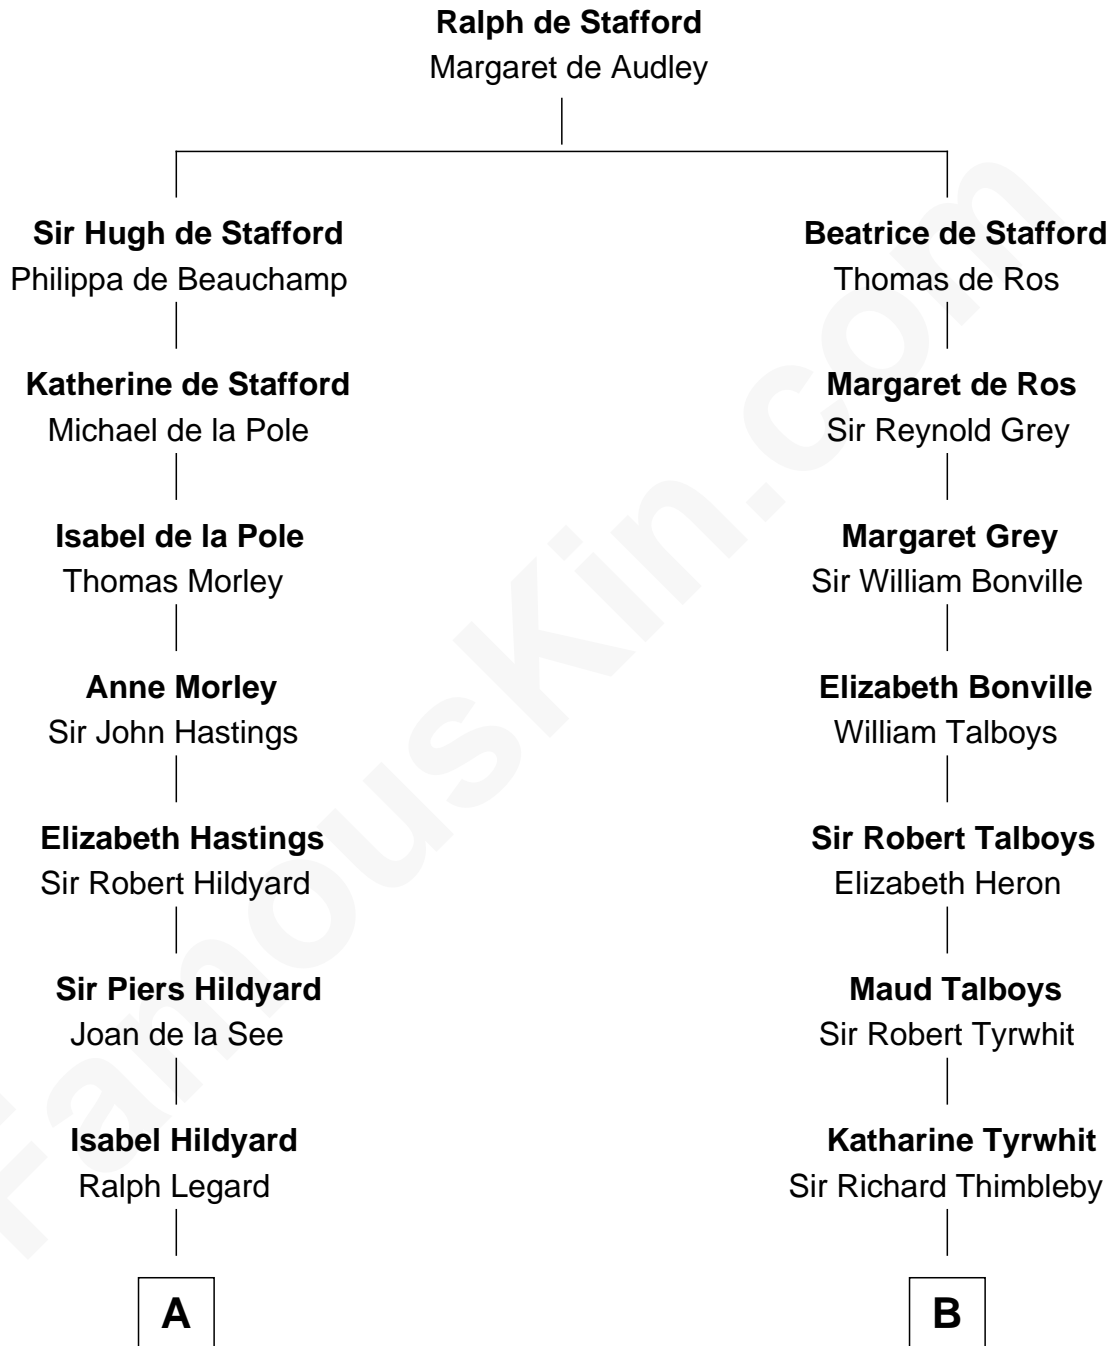 Ralph de Stafford
Margaret de Audley
Sir Hugh de Stafford
Philippa de Beauchamp
Katherine de Stafford
Michael de la Pole
Isabel de la Pole
Thomas Morley
Anne Morley
Sir John Hastings
Elizabeth Hastings
Sir Robert Hildyard
Sir Piers Hildyard
Joan de la See
Isabel Hildyard
Ralph Legard
A
Beatrice de Stafford
Thomas de Ros
Margaret de Ros
Sir Reynold Grey
Margaret Grey
Sir William Bonville
Elizabeth Bonville
William Talboys
Sir Robert Talboys
Elizabeth Heron
Maud Talboys
Sir Robert Tyrwhit
Katharine Tyrwhit
Sir Richard Thimbleby
B
FamousKin.com